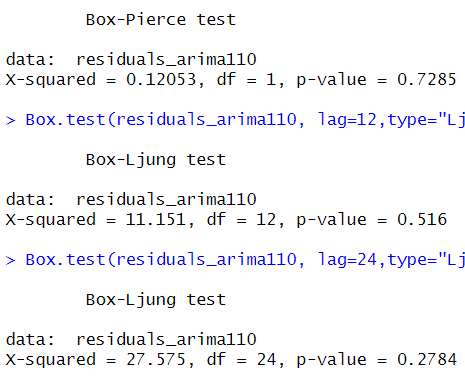 Box-Pierce test
data:  residuals_arima110
X-squared = 0.12053, df = 1, p-value = 0.7285
> Box.test(residuals_arima110, lag=12,type="Lj
Box-Ljung test
data:  residuals_arima110
X-squared = 11.151, df = 12, p-value = 0.516
> Box.test(residuals_arima110, lag=24,type="Lj
Box-Ljung test
data:  residuals_arima110
X-squared = 27.575, df = 24, p-value = 0.2784